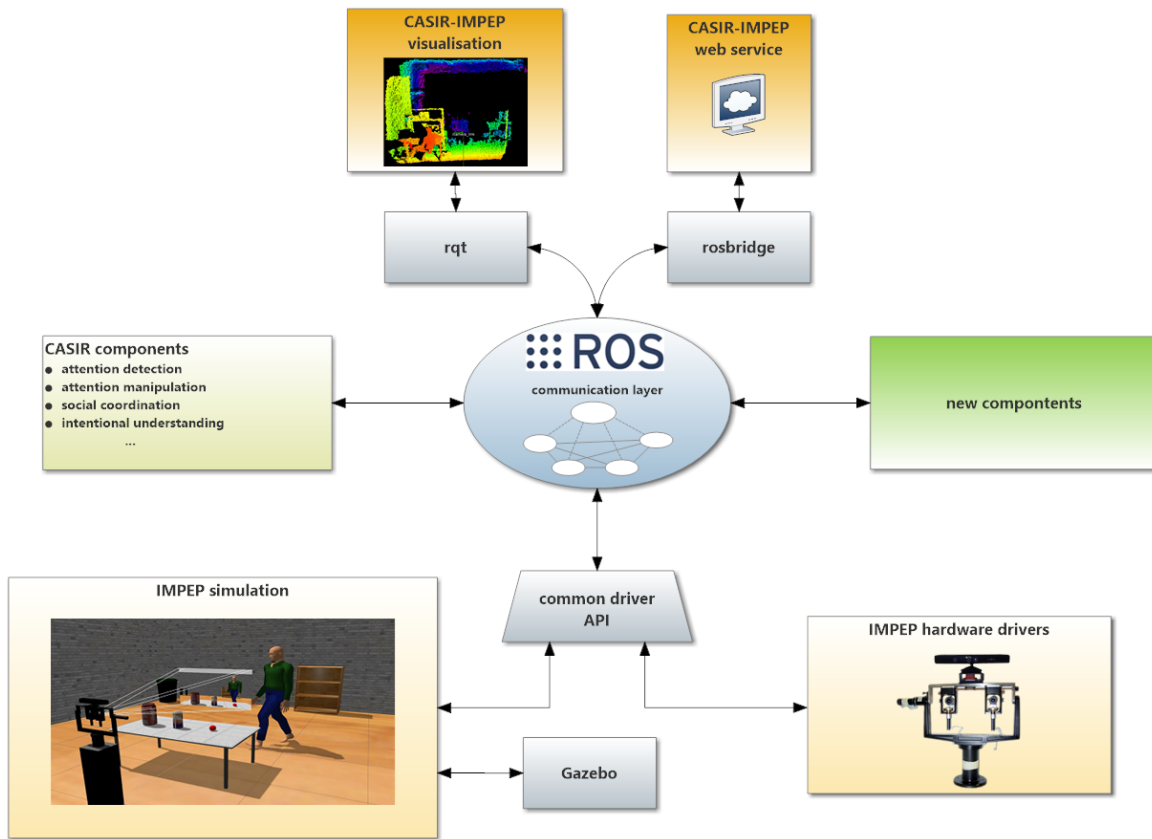 CASIR-IMPEP
visualisation
CASIR-IMPEP
web service
rqt
rosbridge
CASIR components
● attention detection
● attention manipulation
● social coordination
● intentional understanding
...
ROS
communication layer
new compontents
IMPEP simulation
common driver
API
IMPEP hardware drivers
Gazebo